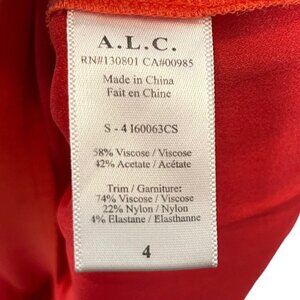 A.L.C.
RN#130801 CA#00985
Made in China
Fait en Chine
S - 4 160063CS
58% Viscose / Viscose
42% Acetate / Acétate
Trim / Garniture:
74% Viscose / Viscose
22% Nylon / Nylon
4% Elastane / Elasthanne
4